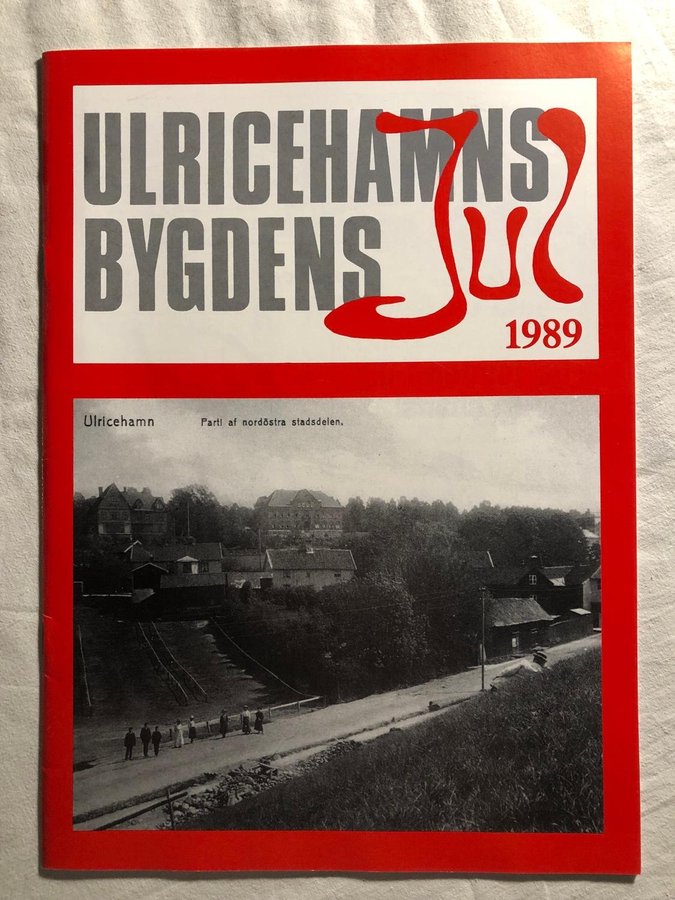 ULRICEHAMNS
BYGDENS Jul
1989
Ulricehamn Parti af nordöstra stadsdelen.